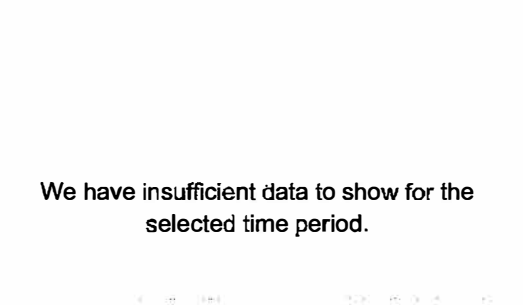 We have insufficient data to show for the
selected time period.